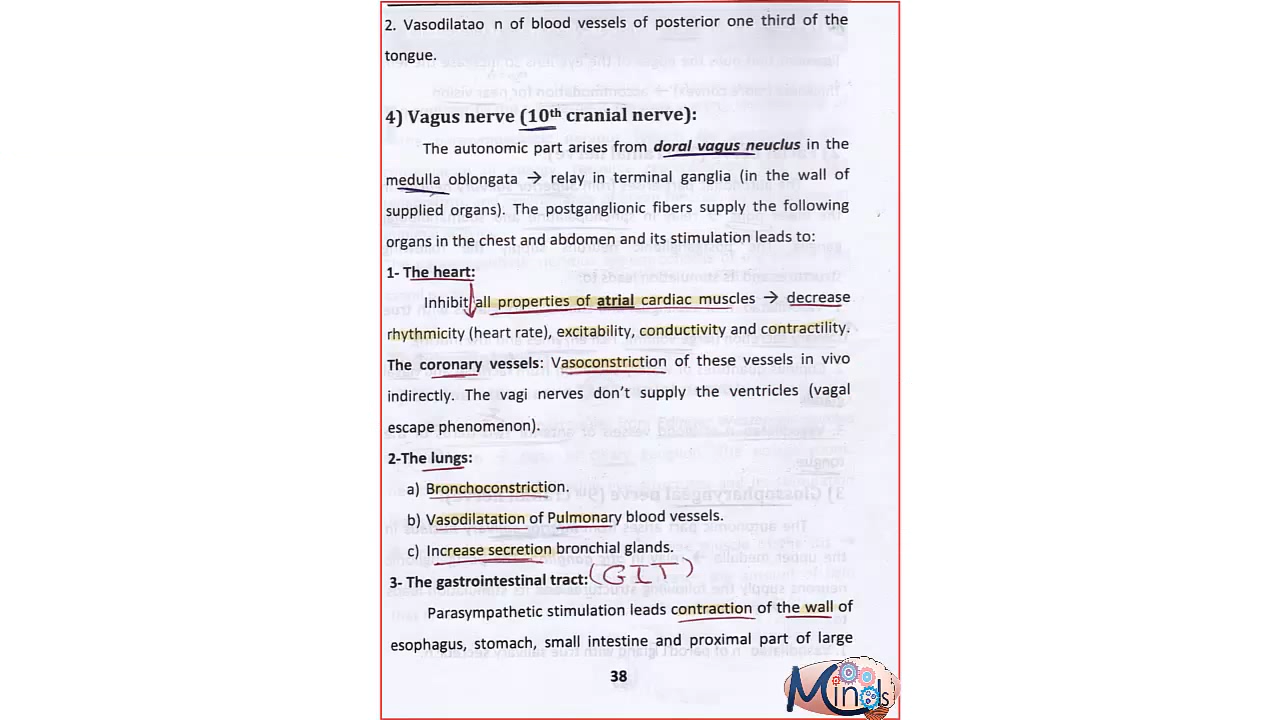 2. Vasodilatao n of blood vessels of posterior one third of the
tongue.
4) Vagus nerve (10th cranial nerve):
The autonomic part arises from doral vagus neuclus in the
medulla oblongata → relay in terminal ganglia (in the wall of
supplied organs). The postganglionic fibers supply the following
organs in the chest and abdomen and its stimulation leads to:
1- The heart:
Inhibit all properties of atrial cardiac muscles → decrease
rhythmicity (heart rate), excitability, conductivity and contractility.
The coronary vessels: Vasoconstriction of these vessels in vivo
indirectly. The vagi nerves don't supply the ventricles (vagal
escape phenomenon).
2-The lungs:
a) Bronchoconstriction.
b) Vasodilatation of Pulmonary blood vessels.
c) Increase secretion bronchial glands.
3- The gastrointestinal tract: (GIT)
Parasympathetic stimulation leads contraction of the wall of
esophagus, stomach, small intestine and proximal part of large
38
Minds